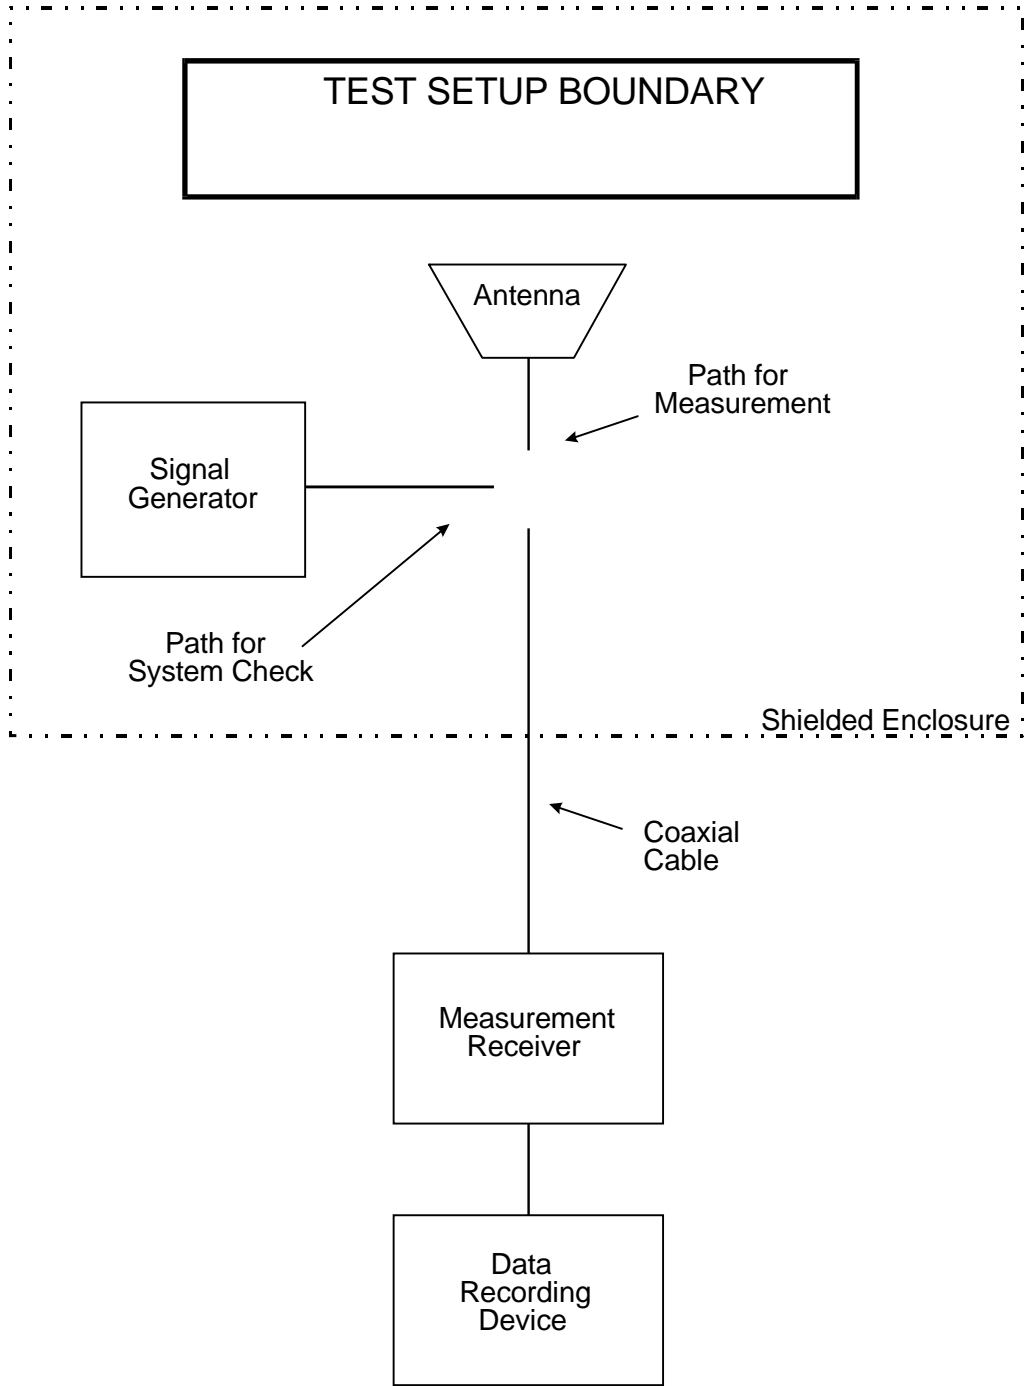 TEST SETUP BOUNDARY
Antenna
Path for
Measurement
Signal
Generator
Path for
System Check
Shielded Enclosure
Coaxial
Cable
Measurement
Receiver
Data
Recording
Device